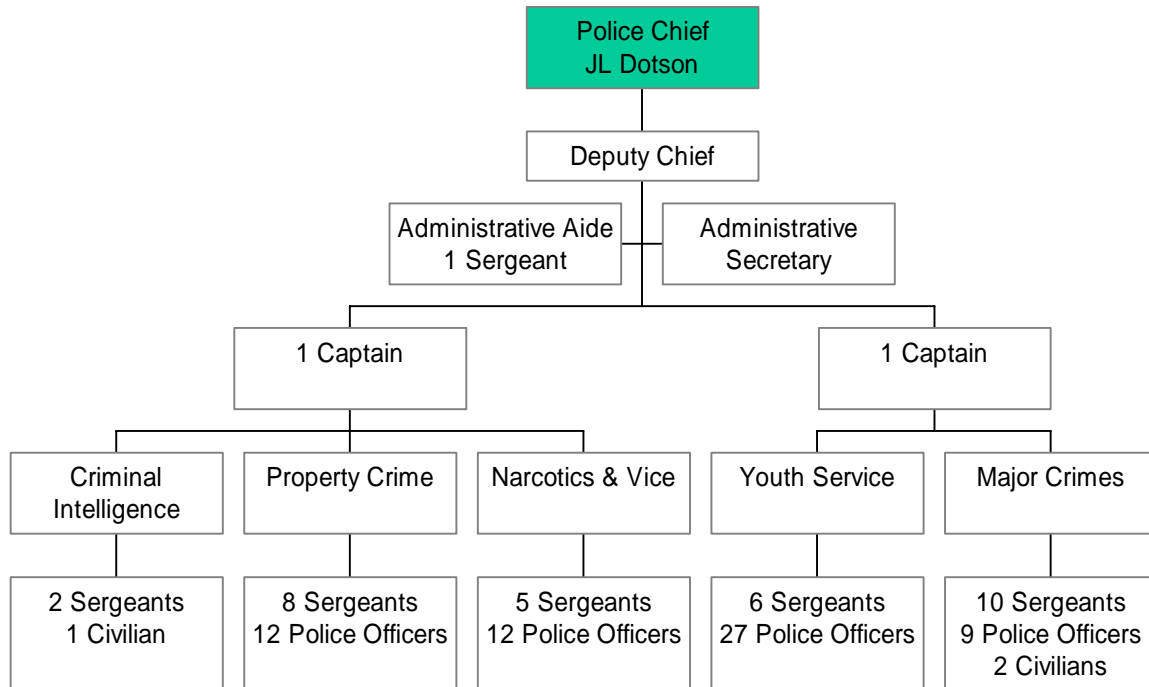 Police Chief
JL Dotson
Deputy Chief
Administrative Aide
1 Sergeant
Administrative
Secretary
1 Captain
1 Captain
Criminal
Intelligence
Property Crime
Narcotics & Vice
Youth Service
Major Crimes
2 Sergeants
1 Civilian
8 Sergeants
12 Police Officers
5 Sergeants
12 Police Officers
6 Sergeants
27 Police Officers
10 Sergeants
9 Police Officers
2 Civilians